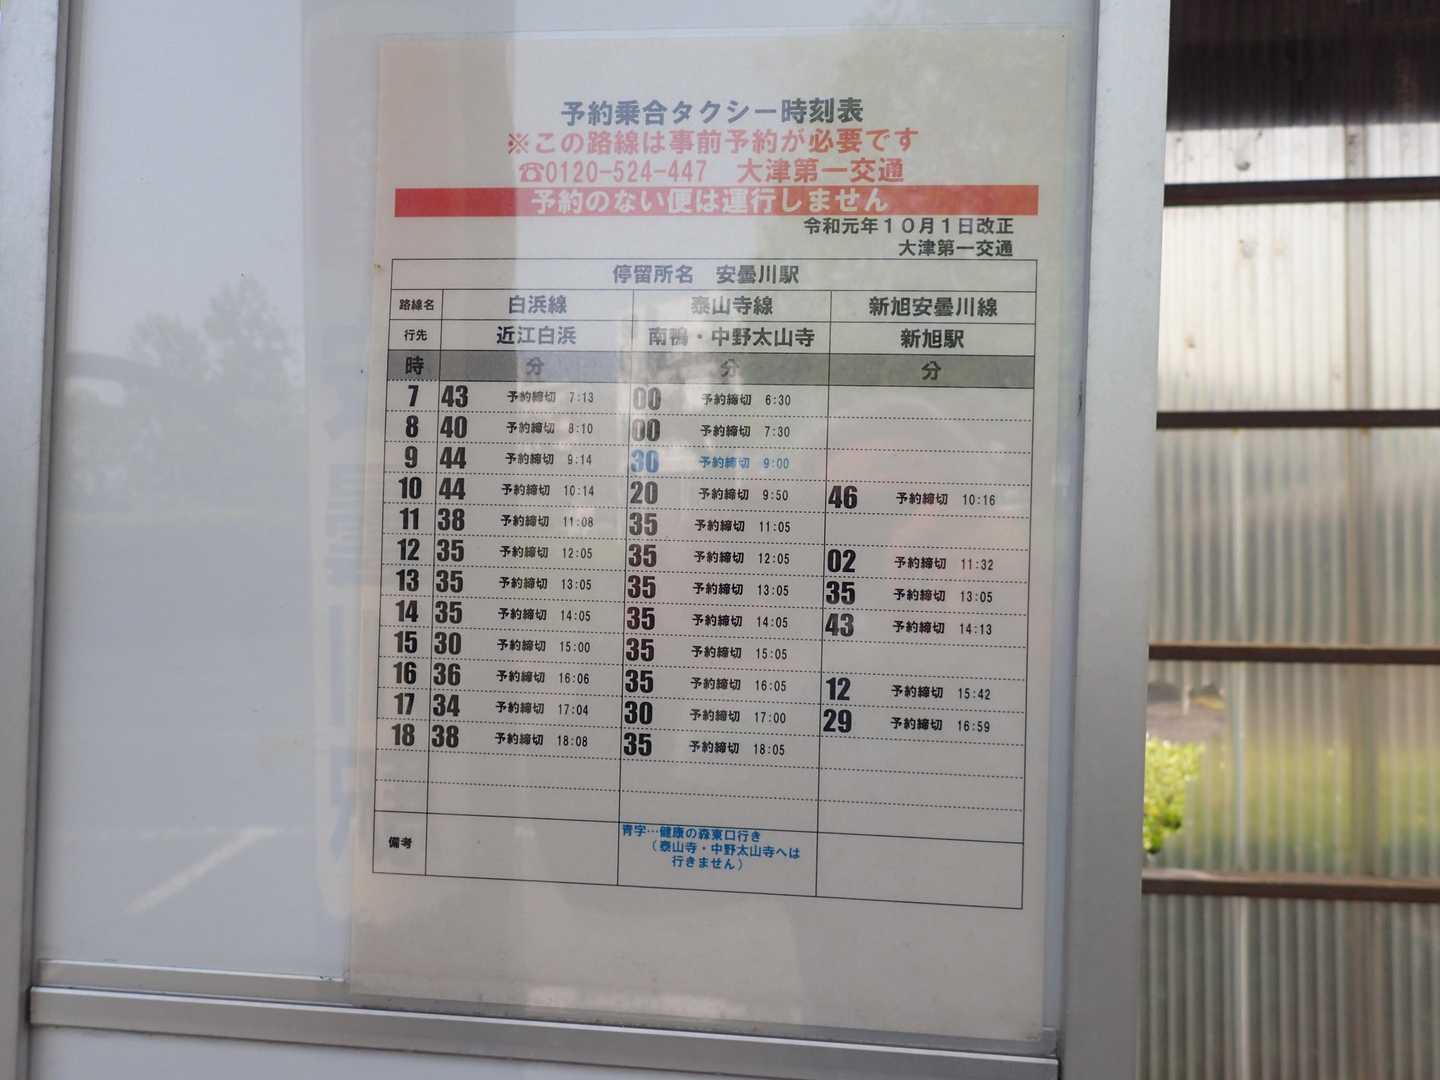 予約乗合タクシー時刻表
※この路線は事前予約が必要です
☎0120-524-447 大津第一交通
予約のない便は運行しません
令和元年10月1日改正
大津第一交通
停留所名 安曇川駅
路線名 白浜線 泰山寺線 新旭安曇川線
行先 近江白浜 南鴨・中野太山寺 新旭駅
時 分 分 分
7 43 予約締切 7:13 00 予約締切 6:30
8 40 予約締切 8:10 00 予約締切 7:30
9 44 予約締切 9:14 30 予約締切 9:00
10 44 予約締切 10:14 20 予約締切 9:50 46 予約締切 10:16
11 38 予約締切 11:08 35 予約締切 11:05
12 35 予約締切 12:05 35 予約締切 12:05 02 予約締切 11:32
13 35 予約締切 13:05 35 予約締切 13:05 35 予約締切 13:05
14 35 予約締切 14:05 35 予約締切 14:05 43 予約締切 14:13
15 30 予約締切 15:00 35 予約締切 15:05
16 36 予約締切 16:06 35 予約締切 16:05 12 予約締切 15:42
17 34 予約締切 17:04 30 予約締切 17:00 29 予約締切 16:59
18 38 予約締切 18:08 35 予約締切 18:05
備考 青字…健康の森東口行き
(泰山寺・中野太山寺へは
行きません)